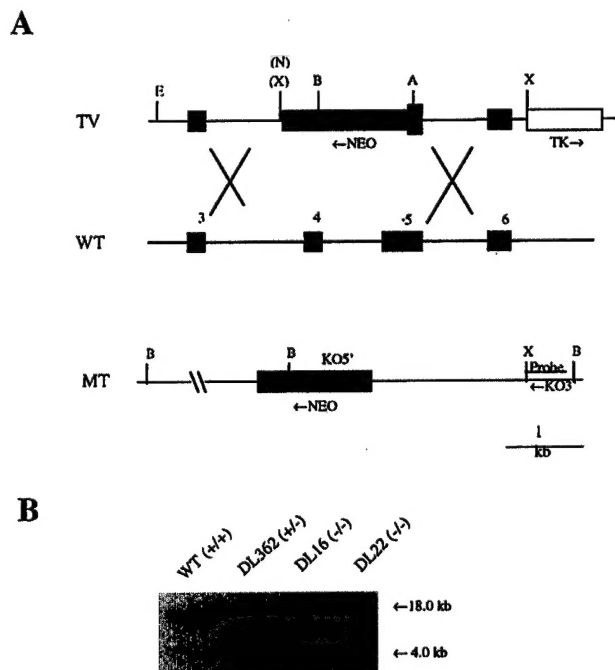 A
(N)
E (X) B A X
TV
←NEO TK→
3 4 5 6
WT
B B KO5' X B
Probe
MT ←KO3'
←NEO
1
kb
B
WT (+/+) DL362 (+/-) DL16 (-/-) DL22 (-/-)
←18.0 kb
←4.0 kb